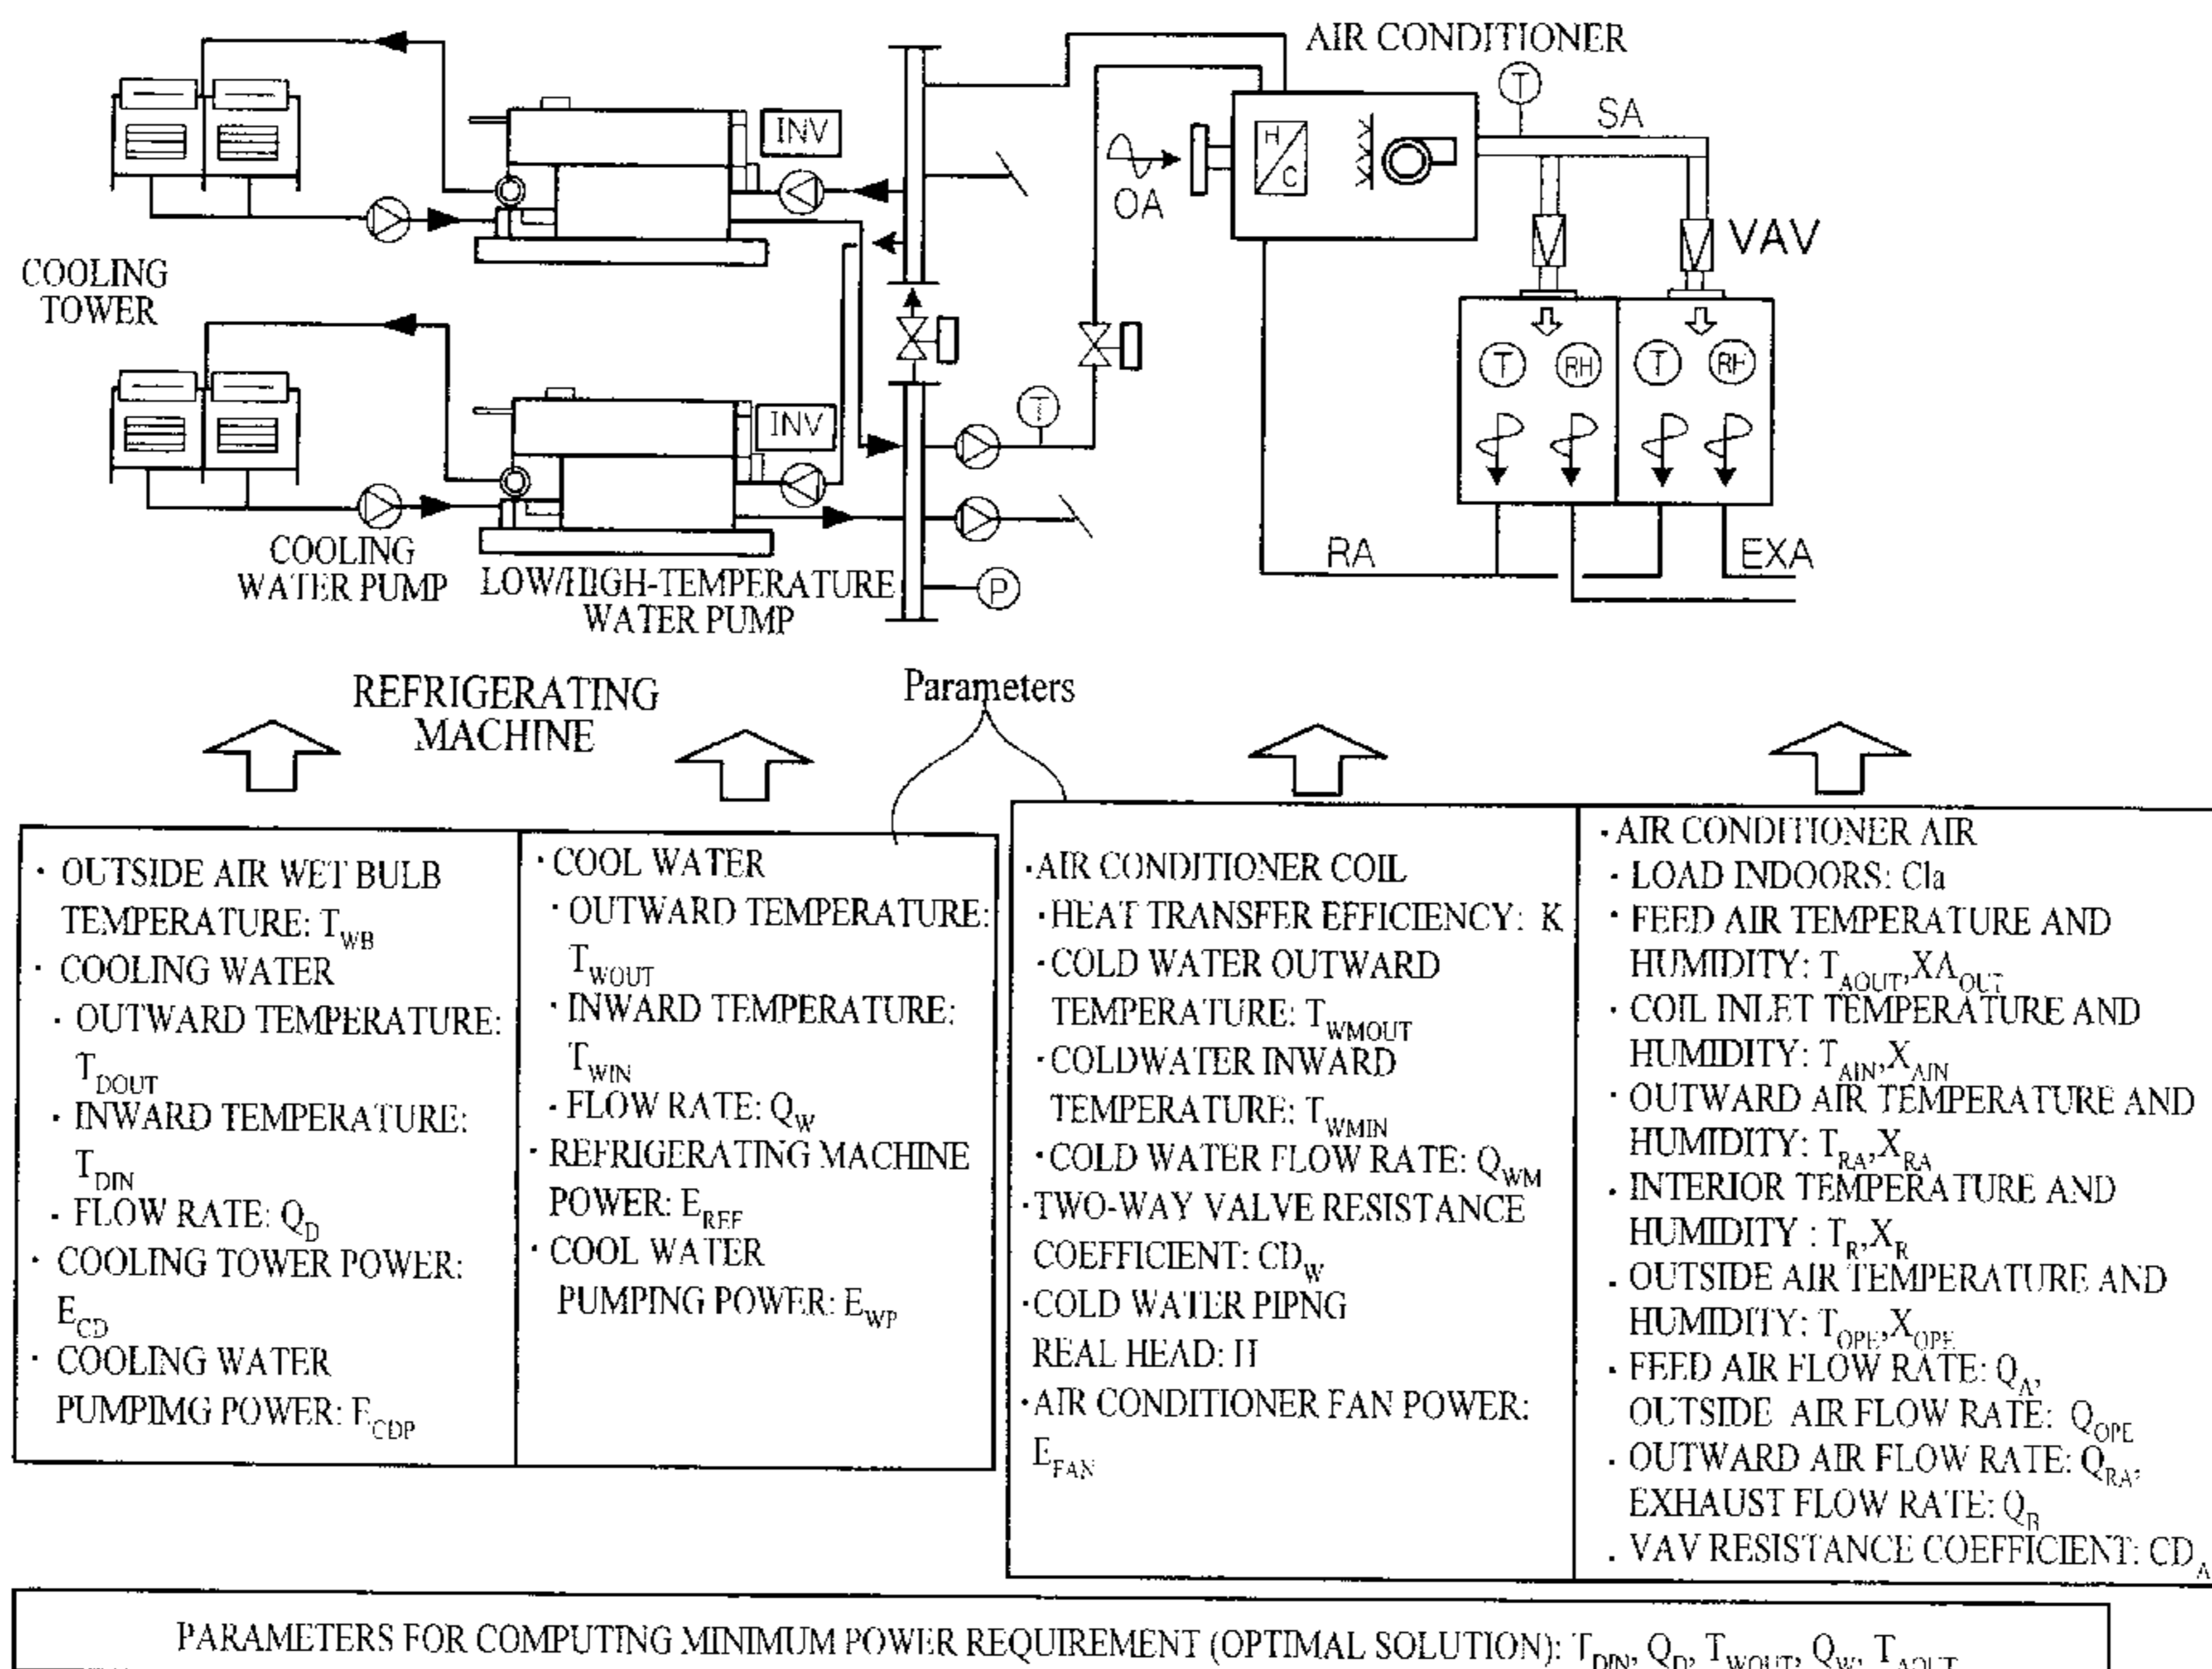 AIR CONDITIONER
T
SA
INV
H
C
OA
VAV
COOLING
TOWER
T
RH
T
RH
T
INV
COOLING
WATER PUMP
LOW/HIGH-TEMPERATURE
WATER PUMP
P
RA
EXA
REFRIGERATING
MACHINE
Parameters
· OUTSIDE AIR WET BULB
TEMPERATURE: T_WB
· COOLING WATER
· OUTWARD TEMPERATURE:
T_DOUT
· INWARD TEMPERATURE:
T_DIN
· FLOW RATE: Q_D
· COOLING TOWER POWER:
E_CD
· COOLING WATER
PUMPIMG POWER: E_CDP
· COOL WATER
· OUTWARD TEMPERATURE:
T_WOUT
· INWARD TEMPERATURE:
T_WIN
· FLOW RATE: Q_W
· REFRIGERATING MACHINE
POWER: E_REF
· COOL WATER
PUMPING POWER: E_WP
· AIR CONDITIONER COIL
· HEAT TRANSFER EFFICIENCY: K
· COLD WATER OUTWARD
TEMPERATURE: T_WMOUT
· COLDWATER INWARD
TEMPERATURE: T_WMIN
· COLD WATER FLOW RATE: Q_WM
· TWO-WAY VALVE RESISTANCE
COEFFICIENT: CD_W
· COLD WATER PIPNG
REAL HEAD: H
· AIR CONDITIONER FAN POWER:
E_FAN
· AIR CONDITIONER AIR
· LOAD INDOORS: Cla
· FEED AIR TEMPERATURE AND
HUMIDITY: T_AOUT, XA_OUT
· COIL INLET TEMPERATURE AND
HUMIDITY: T_AIN, X_AIN
· OUTWARD AIR TEMPERATURE AND
HUMIDITY: T_RA, X_RA
· INTERIOR TEMPERATURE AND
HUMIDITY : T_R, X_R
· OUTSIDE AIR TEMPERATURE AND
HUMIDITY: T_OPE, X_OPE
· FEED AIR FLOW RATE: Q_A,
OUTSIDE AIR FLOW RATE: Q_OPE
· OUTWARD AIR FLOW RATE: Q_RA,
EXHAUST FLOW RATE:
· VAV RESISTANCE COEFFICIENT: CD_A
PARAMETERS FOR COMPUTING MINIMUM POWER REQUIREMENT (OPTIMAL SOLUTION): T_DIN, Q_D, T_WOUT, Q_W, T_AOUT